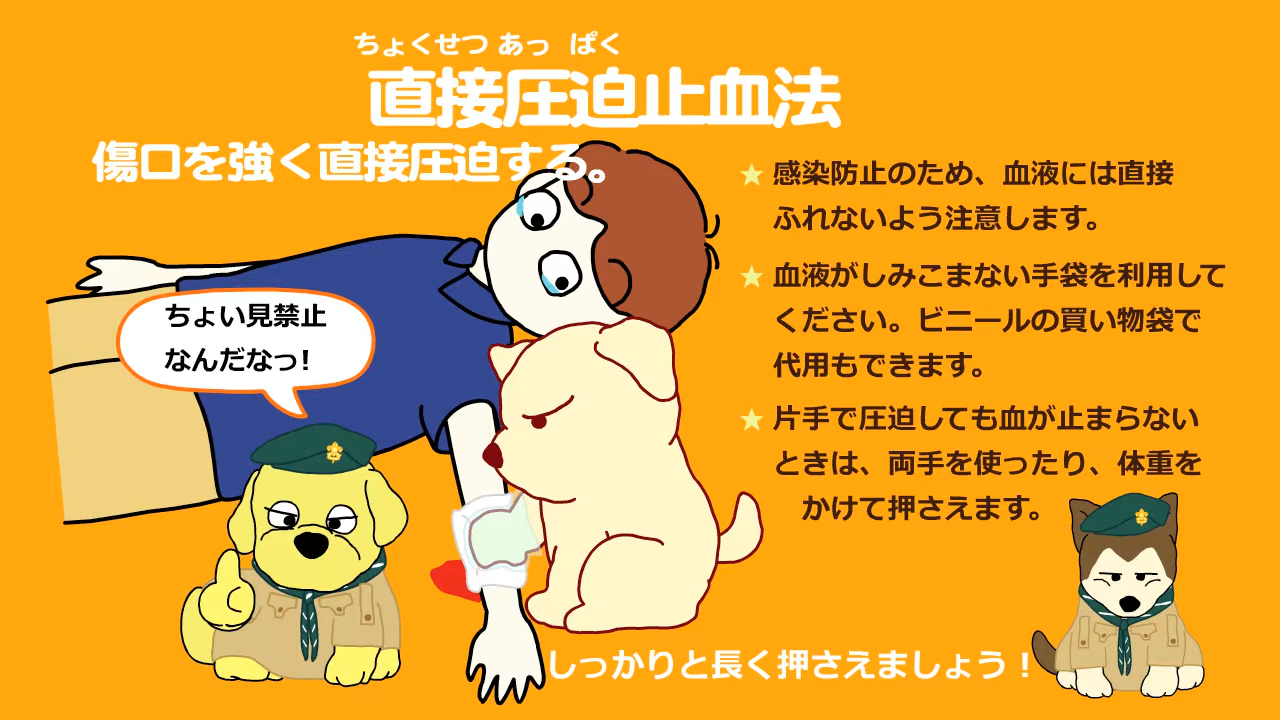 ちょくせつ あっ ぱく
直接圧迫止血法
傷口を強く直接圧迫する。
★ 感染防止のため、血液には直接
ふれないよう注意します。
★ 血液がしみこまない手袋を利用して
ください。ビニールの買い物袋で
代用もできます。
★ 片手で圧迫しても血が止まらない
ときは、両手を使ったり、体重を
かけて押さえます。
ちょい見禁止
なんだなっ!
しっかりと長く押さえましょう！